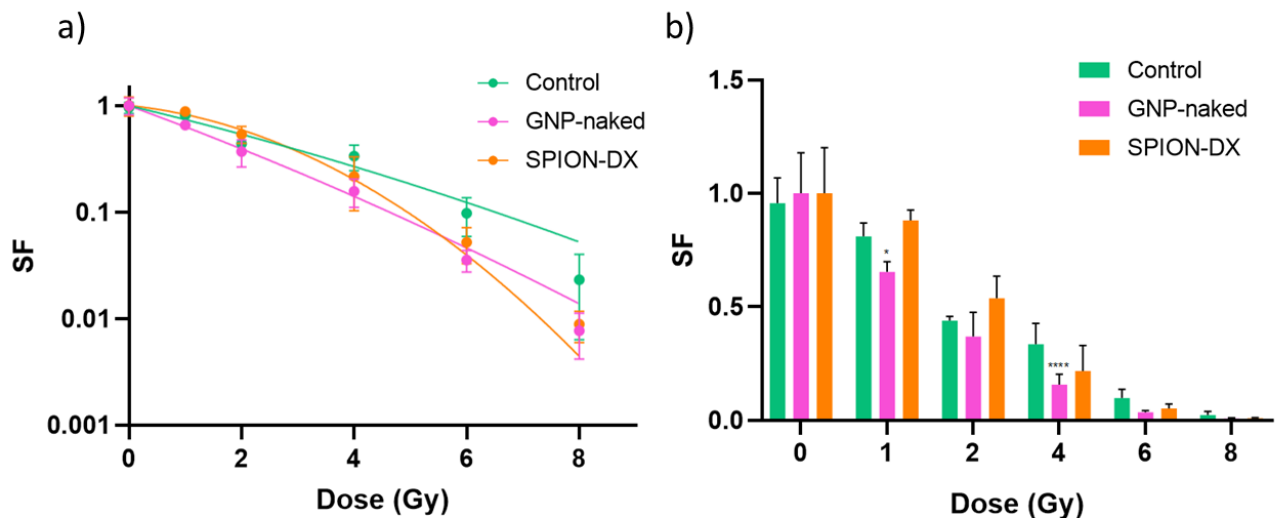 a)
Control
GNP-naked
SPION-DX
1
0.1
0.01
0.001
SF
0 2 4 6 8
Dose (Gy)
b)
Control
GNP-naked
SPION-DX
1.5
1.0
0.5
0.0
SF
*
****
0 1 2 4 6 8
Dose (Gy)